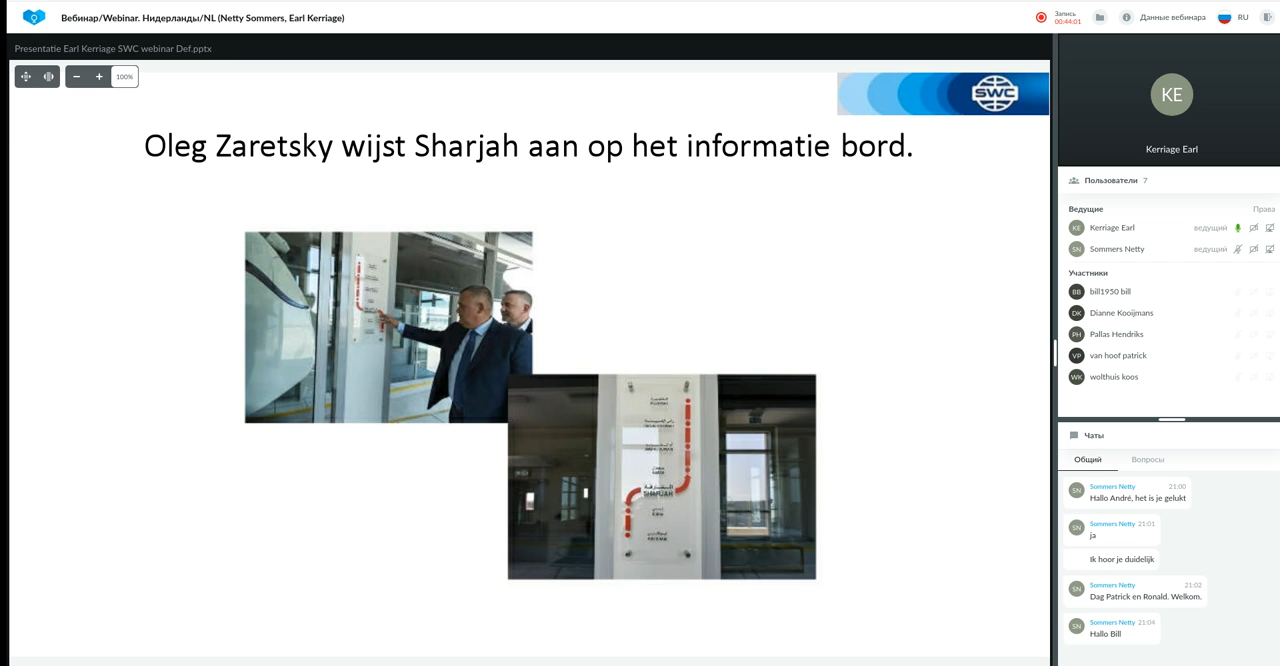 Вебинар/Webinar. Нидерланды/NL (Netty Sommers, Earl Kerriage)
Запись
00:44:01
Данные вебинара
RU
Presentatie Earl Kerriage SWC webinar Def.pptx
100%
SWC
Oleg Zaretsky wijst Sharjah aan op het informatie bord.
الشارقة
SHARJAH
KE
Kerriage Earl
Пользователи 7
Ведущие Права
KE Kerriage Earl ведущий
SN Sommers Netty ведущий
Участники
BB bill1950 bill
DK Dianne Kooijmans
PH Pallas Hendriks
VP van hoof patrick
WK wolthuis koos
Чаты
Общий Вопросы
SN Sommers Netty 21:00
Hallo André, het is je gelukt
SN Sommers Netty 21:01
ja
Ik hoor je duidelijk
SN Sommers Netty 21:02
Dag Patrick en Ronald. Welkom.
SN Sommers Netty 21:04
Hallo Bill